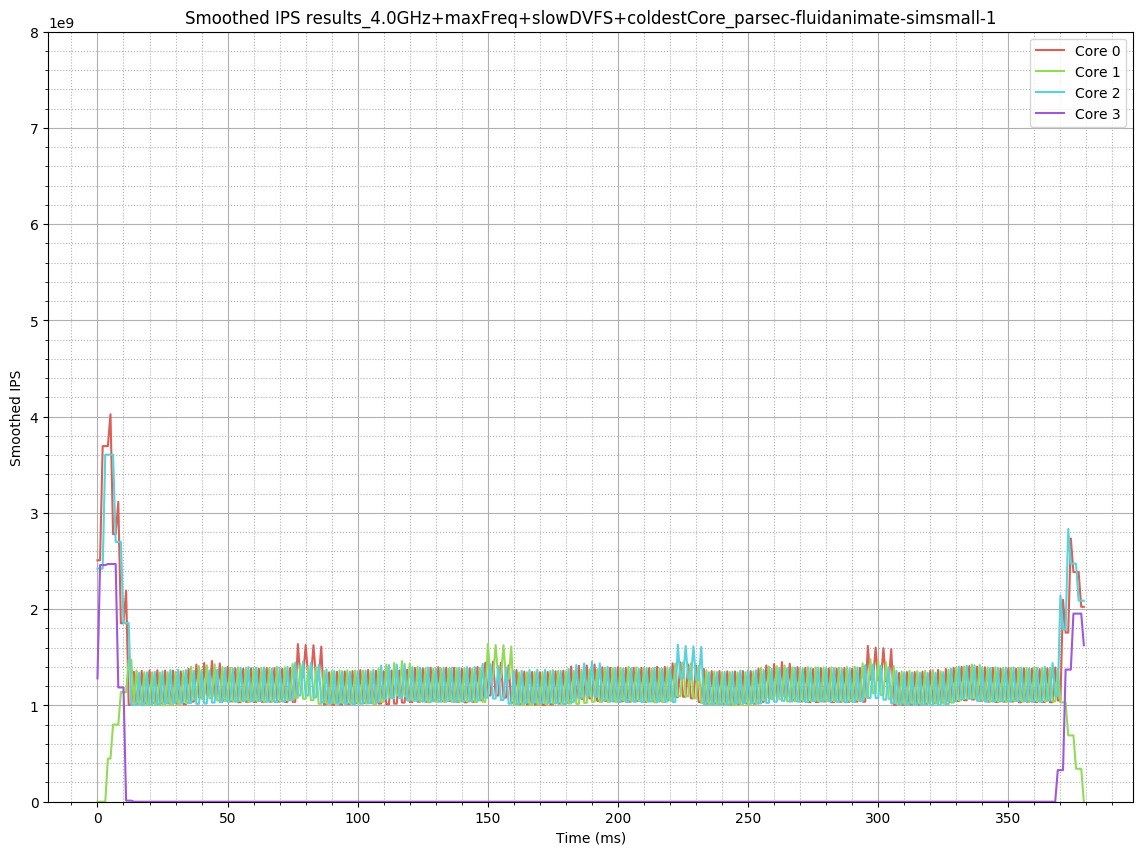 Smoothed IPS results_4.0GHz+maxFreq+slowDVFS+coldestCore_parsec-fluidanimate-simsmall-1
1e9
Core 0
Core 1
Core 2
Core 3
8
7
6
5
4
3
2
1
0
Smoothed IPS
0 50 100 150 200 250 300 350
Time (ms)